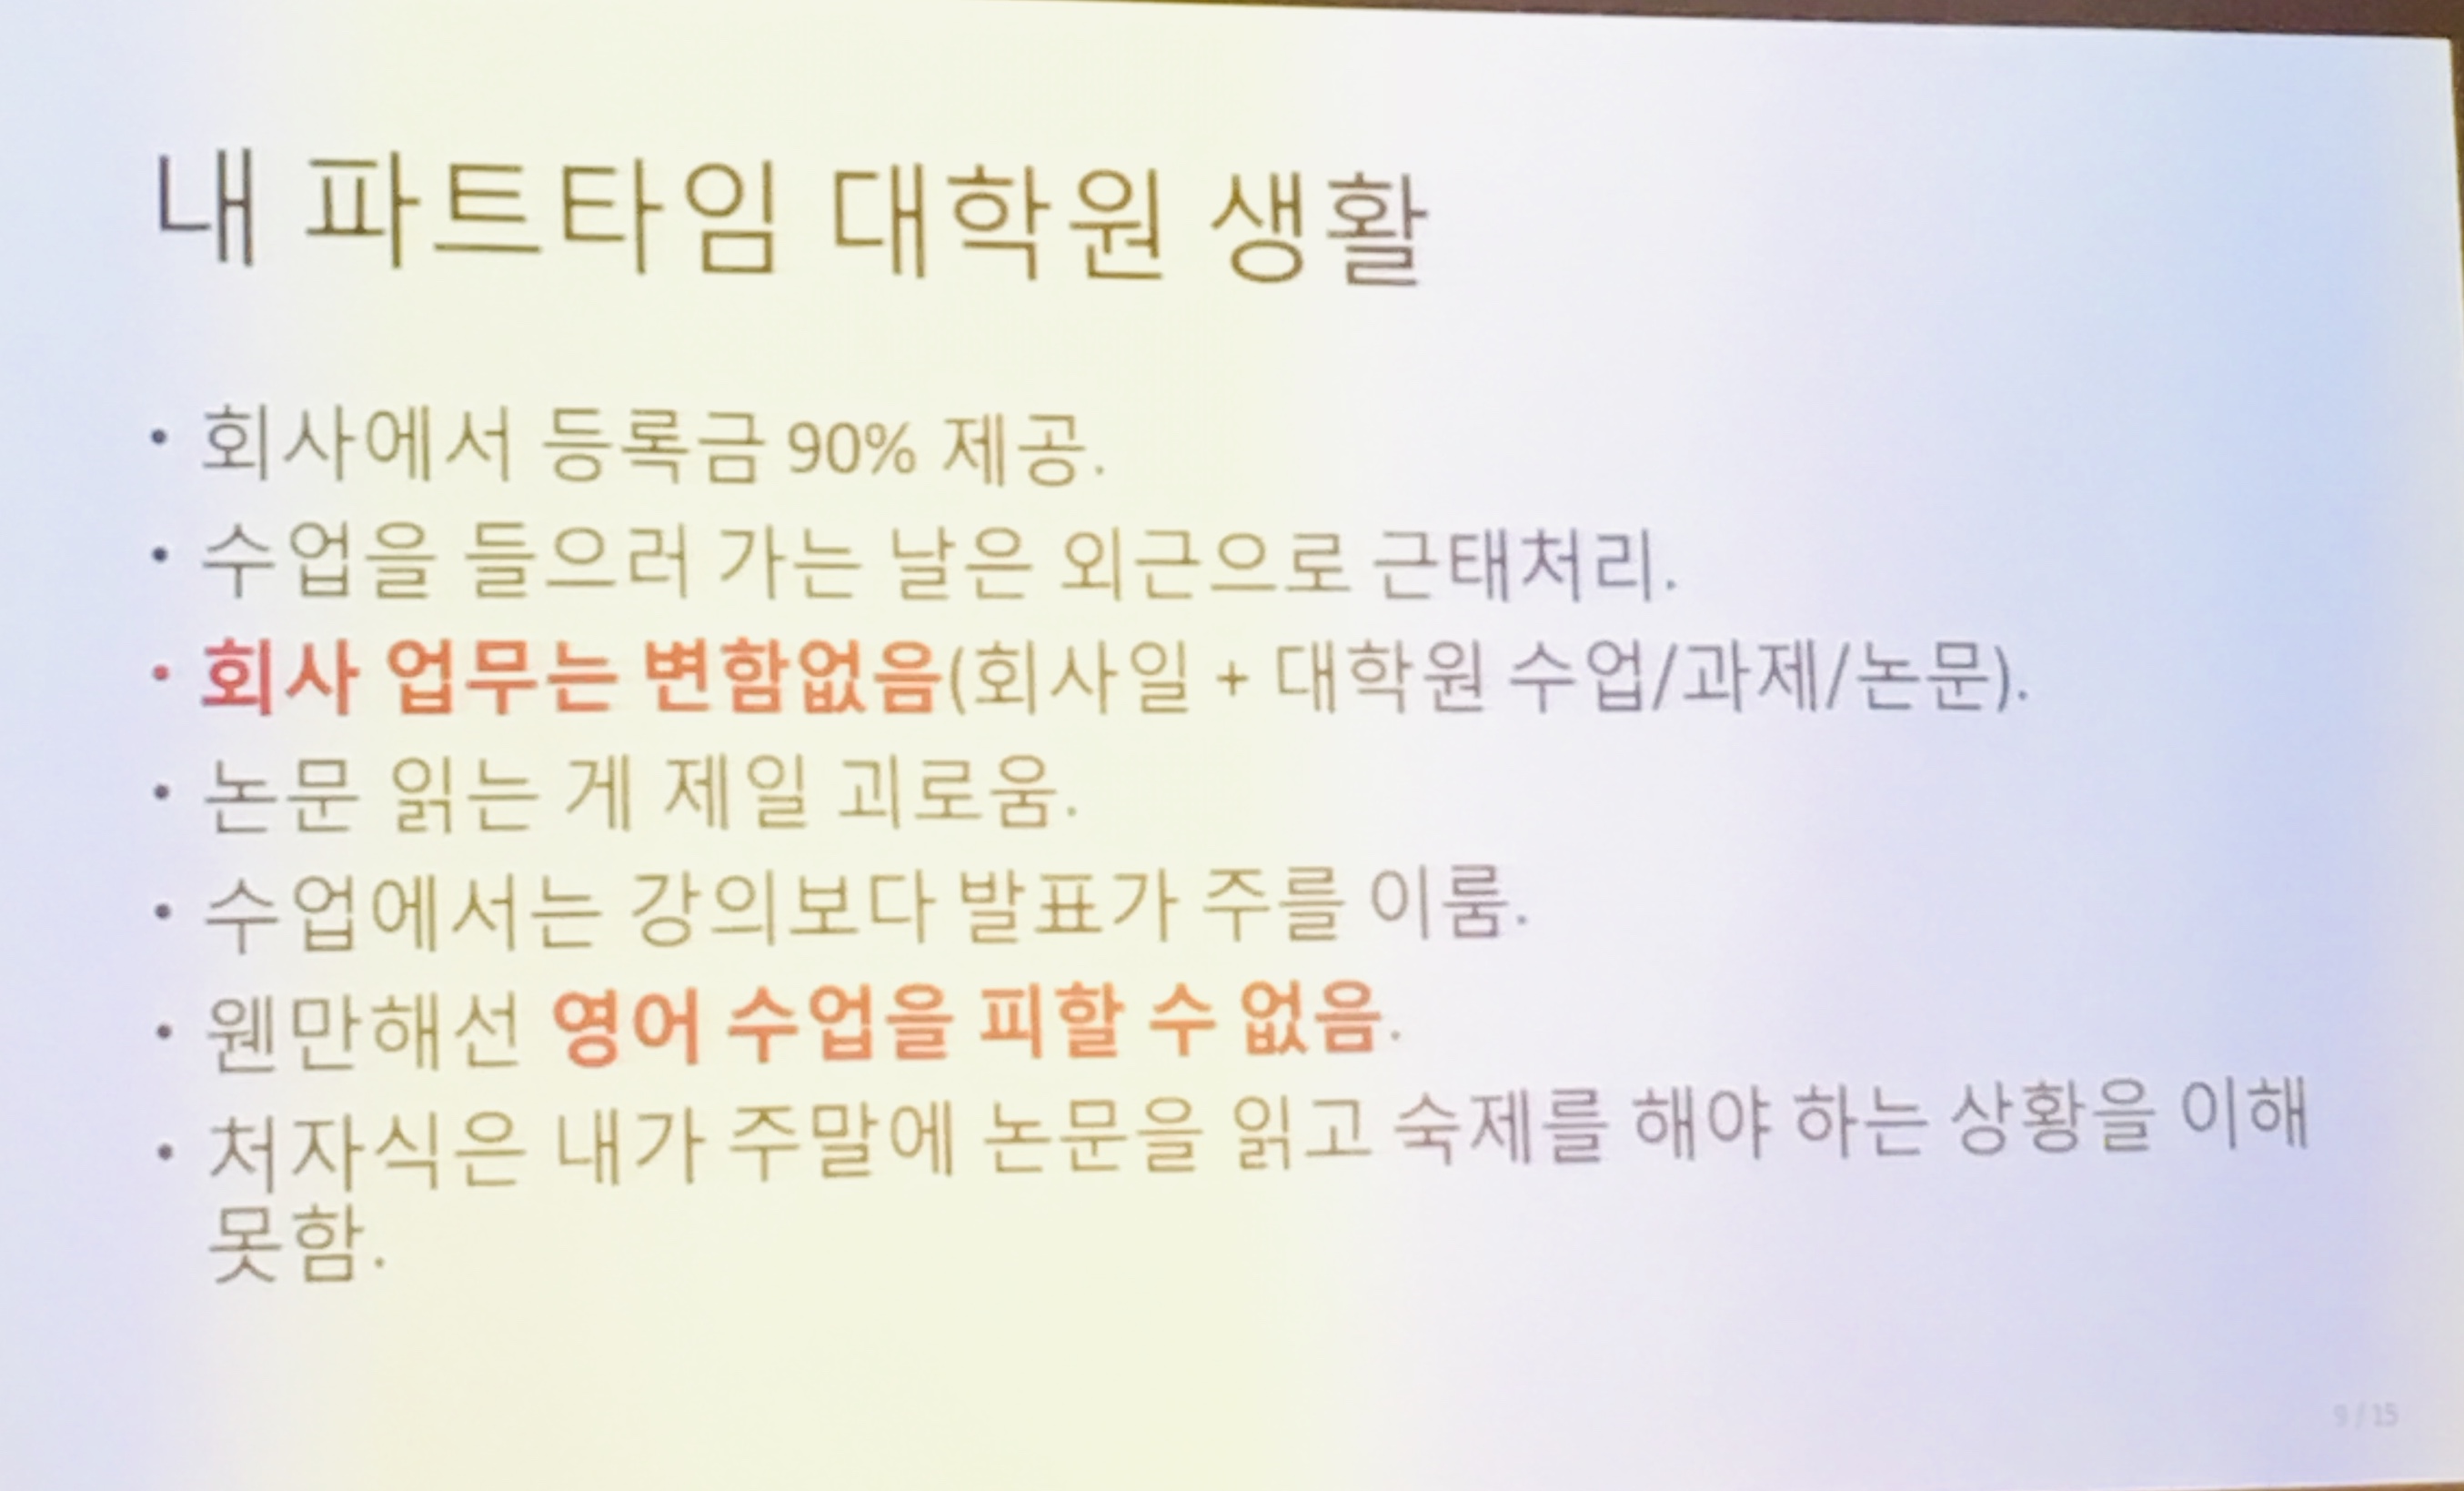 내 파트타임 대학원 생활
• 회사에서 등록금 90% 제공.
• 수업을 들으러 가는 날은 외근으로 근태처리.
• 회사 업무는 변함없음(회사일 + 대학원 수업/과제/논문).
• 논문 읽는 게 제일 괴로움.
• 수업에서는 강의보다 발표가 주를 이룸.
• 웬만해선 영어 수업을 피할 수 없음.
• 처자식은 내가 주말에 논문을 읽고 숙제를 해야 하는 상황을 이해
못함.
9 / 15